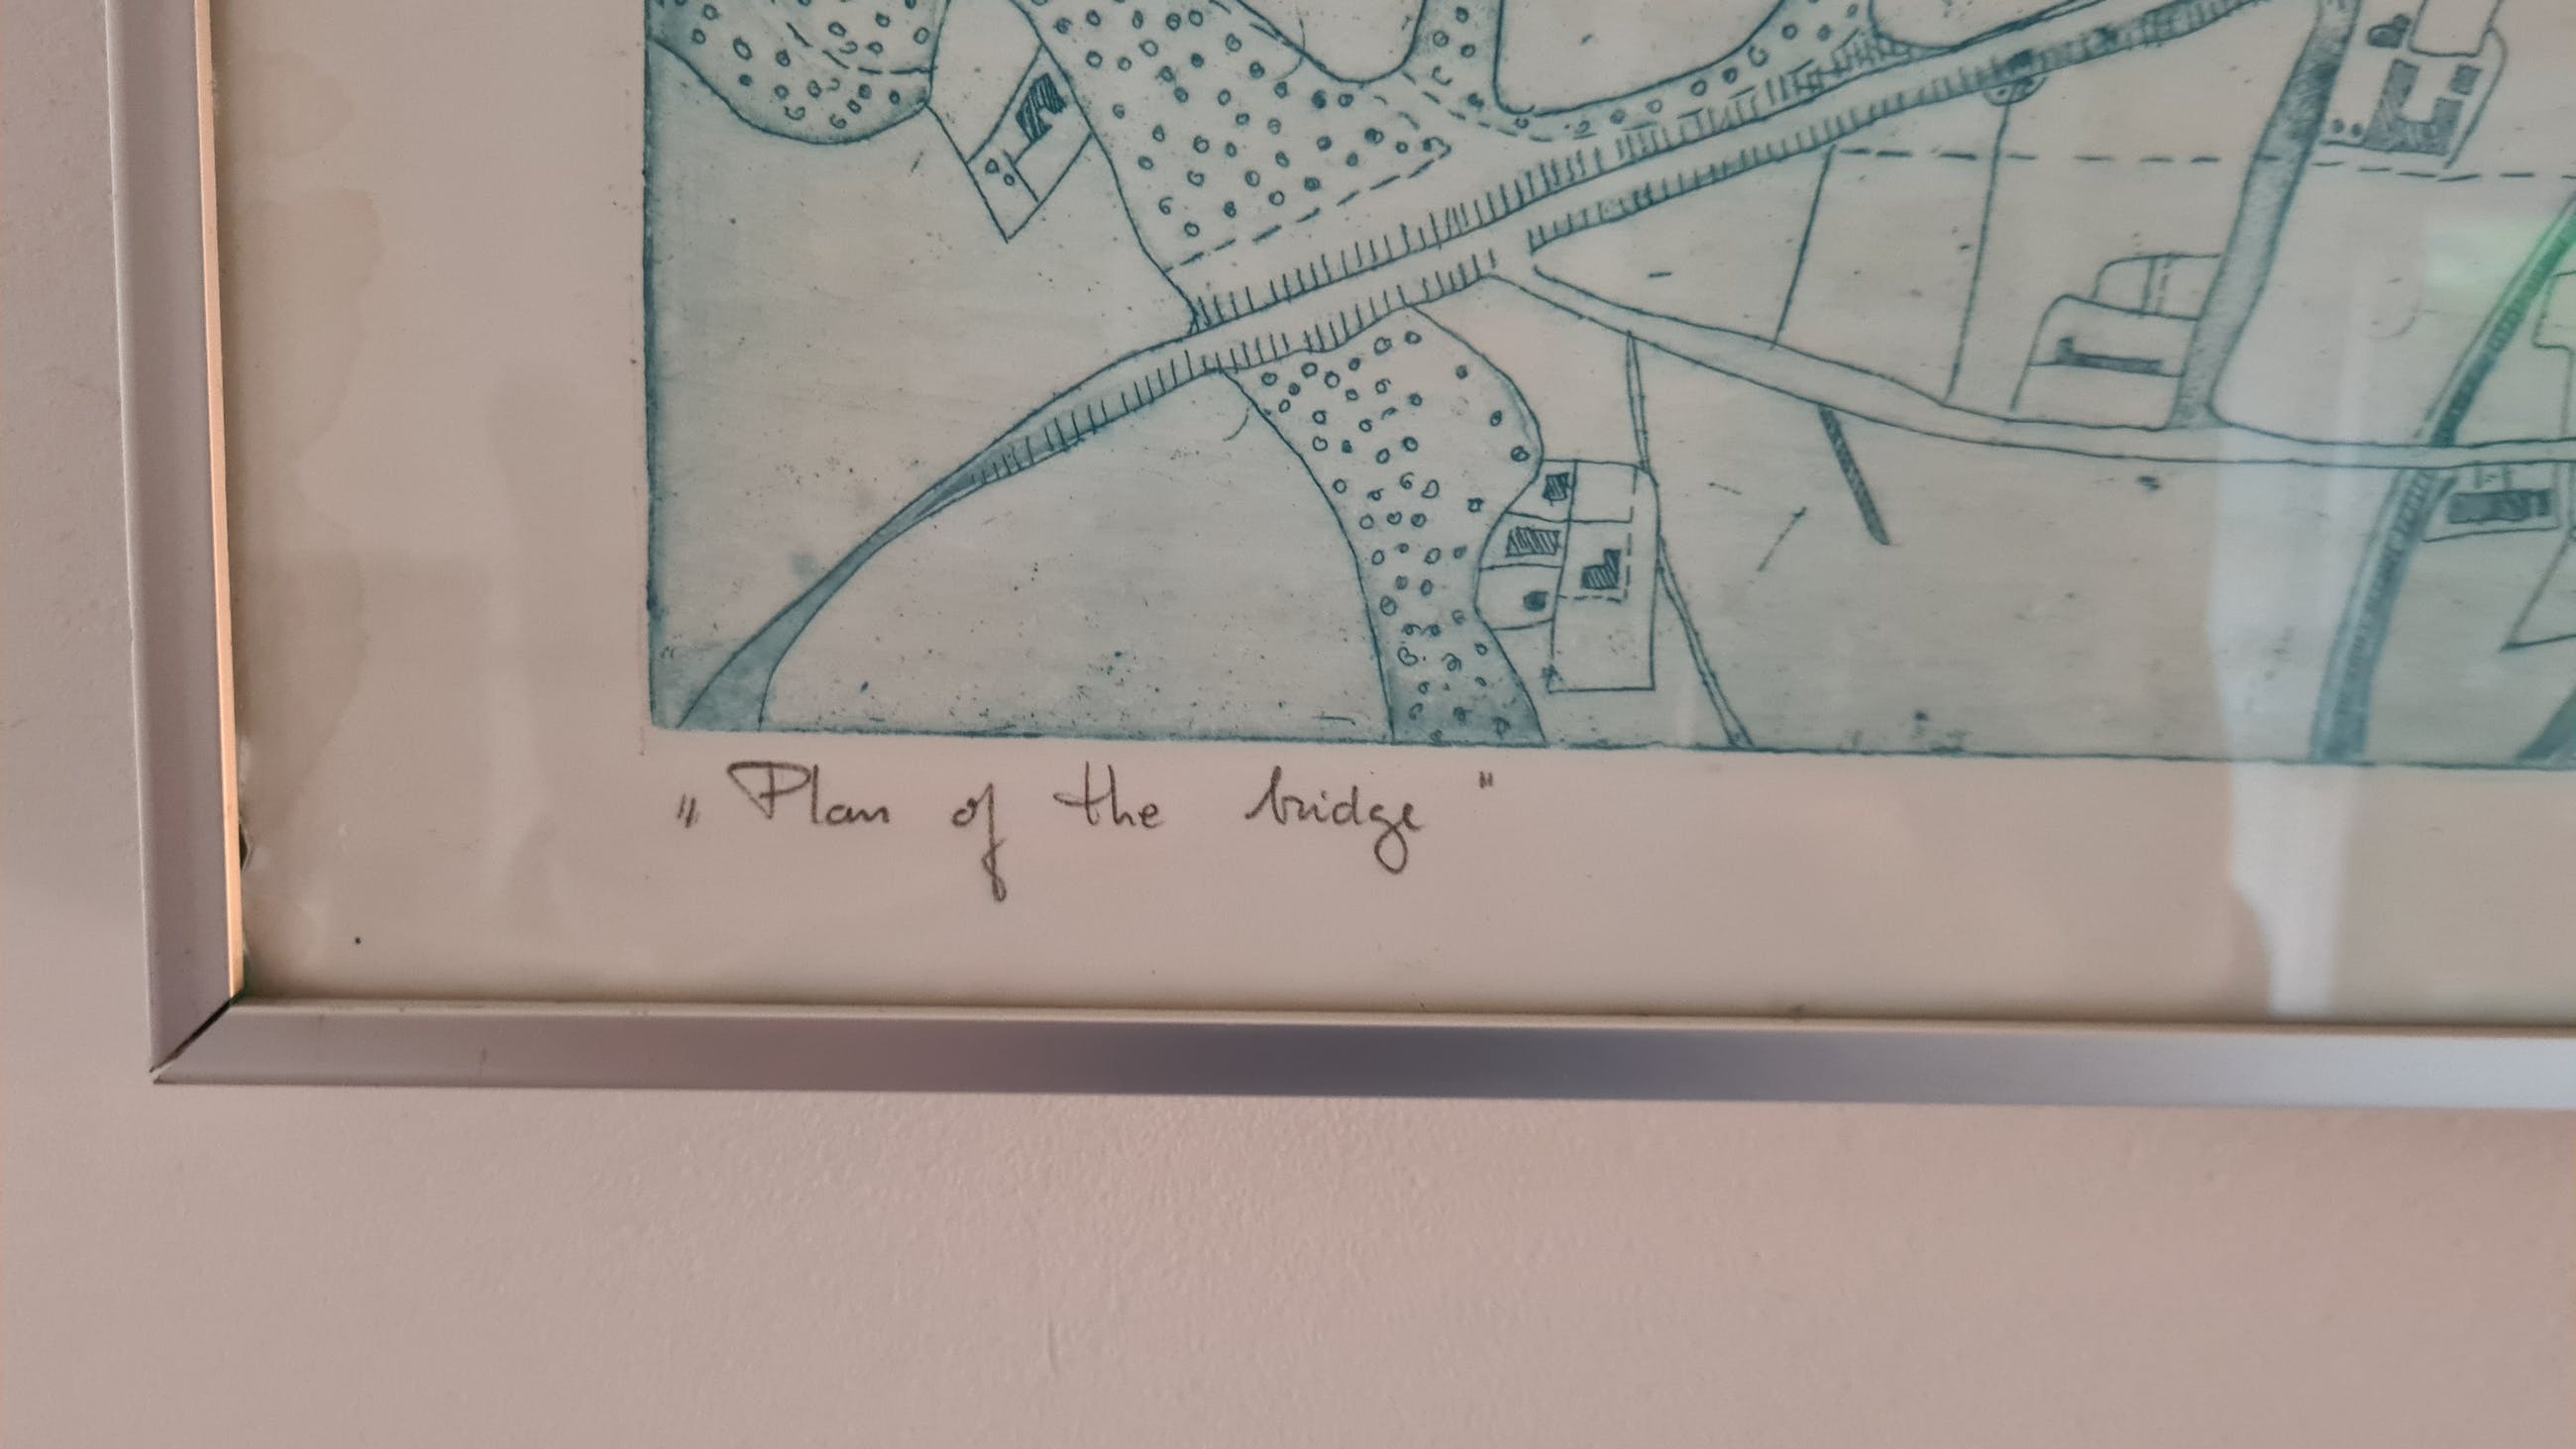 „Plan of the bridge"